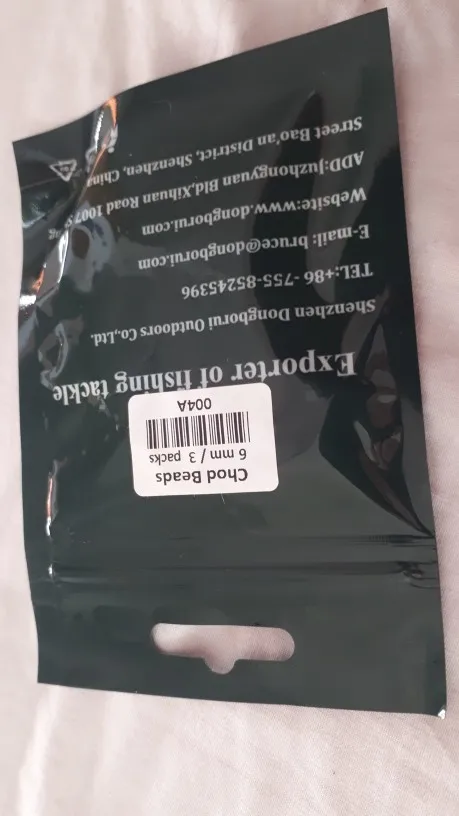 Chod Beads
6 mm / 3 packs
004A
Exporter of fishing tackle
Shenzhen Dongborui Outdoors Co.,Ltd.
TEL:+86 -755-85245396
E-mail: bruce@dongborui.com
Website:www.dongborui.com
ADD:Juzhongyuan Bld,Xihuan Road 1007
Street Bao'an District, Shenzhen, China